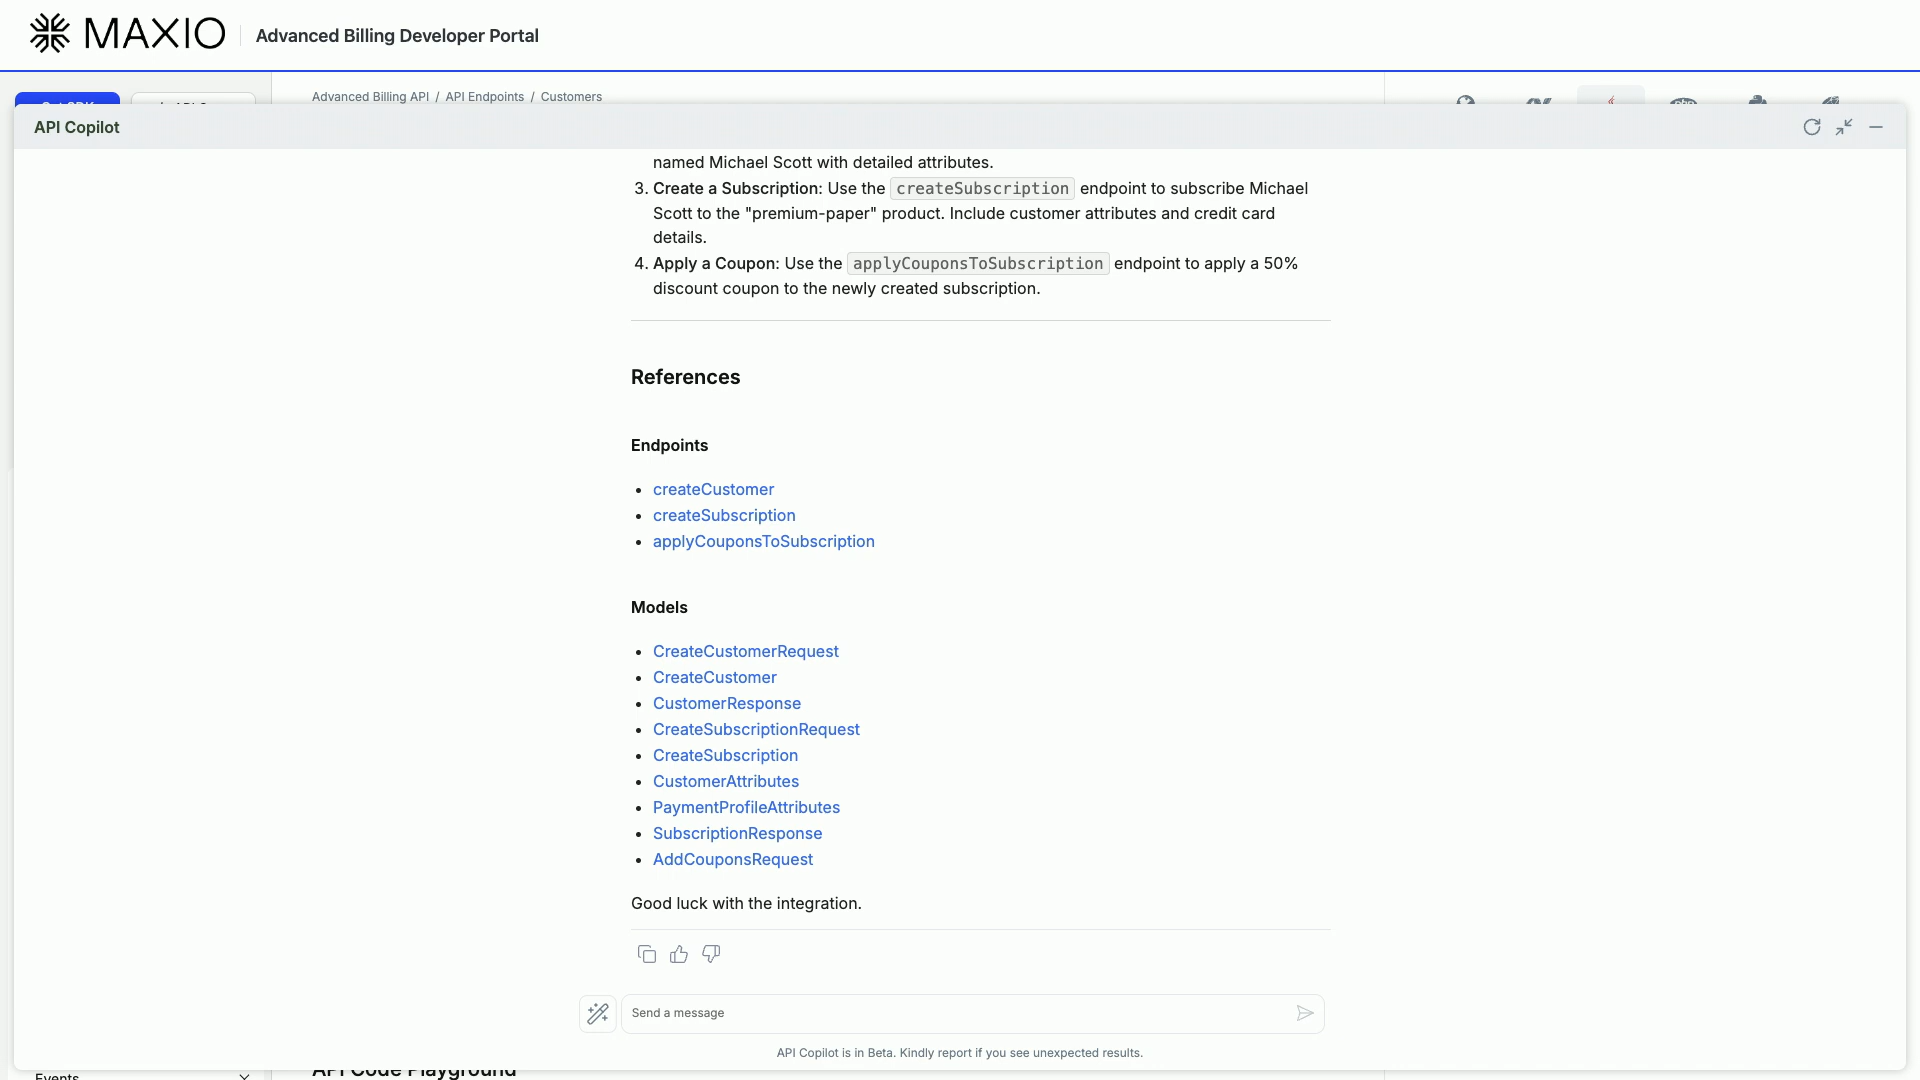 MAXIO
Advanced Billing Developer Portal
Advanced Billing API / API Endpoints / Customers
API Copilot
named Michael Scott with detailed attributes.
3. Create a Subscription: Use the createSubscription endpoint to subscribe Michael
Scott to the "premium-paper" product. Include customer attributes and credit card
details.
4. Apply a Coupon: Use the applyCouponsToSubscription endpoint to apply a 50%
discount coupon to the newly created subscription.
References
Endpoints
• createCustomer
• createSubscription
• applyCouponsToSubscription
Models
• CreateCustomerRequest
• CreateCustomer
• CustomerResponse
• CreateSubscriptionRequest
• CreateSubscription
• CustomerAttributes
• PaymentProfileAttributes
• SubscriptionResponse
• AddCouponsRequest
Good luck with the integration.
Send a message
API Copilot is in Beta. Kindly report if you see unexpected results.
Events
API Code Playground